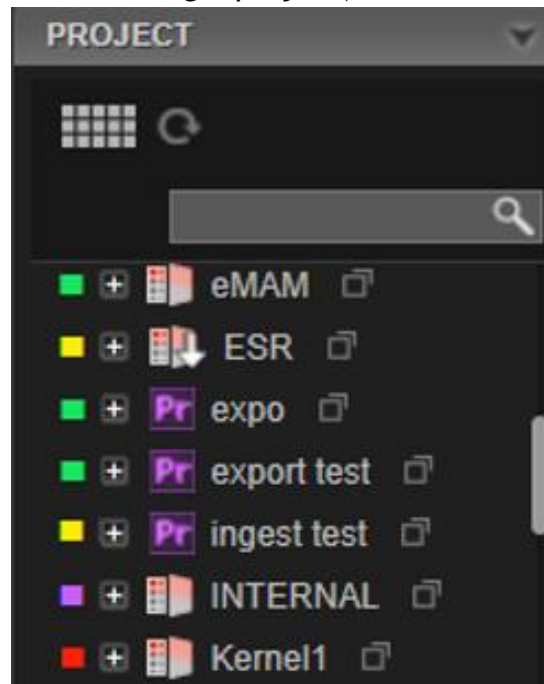 PROJECT
eMAM
ESR
Pr expo
Pr export test
Pr ingest test
INTERNAL
Kernel1